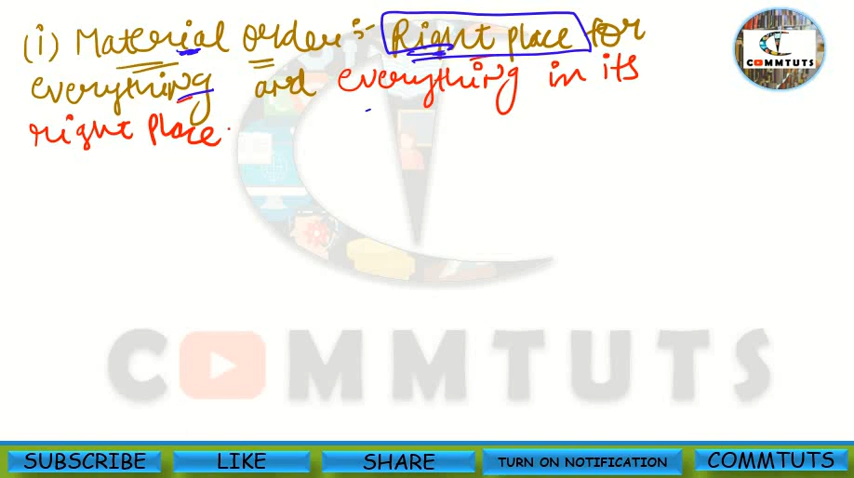 (i) Material order :- Right place for
everything and everything in its
right place.
COMMTUTS
COMMTUTS
SUBSCRIBE
LIKE
SHARE
TURN ON NOTIFICATION
COMMTUTS